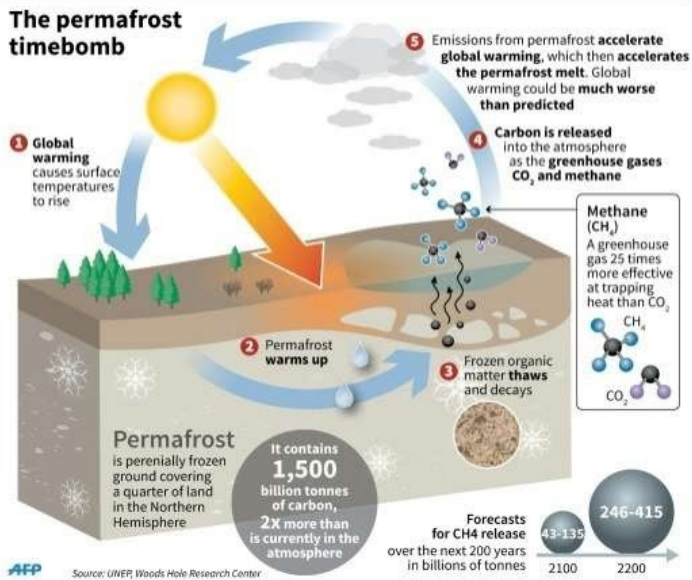 The permafrost
timebomb
1 Global
warming
causes surface
temperatures
to rise
2 Permafrost
warms up
3 Frozen organic
matter thaws
and decays
4 Carbon is released
into the atmosphere
as the greenhouse gases
CO₂ and methane
5 Emissions from permafrost accelerate
global warming, which then accelerates
the permafrost melt. Global
warming could be much worse
than predicted
Methane
(CH₄)
A greenhouse
gas 25 times
more effective
at trapping
heat than CO₂
CH₄
CO₂
Permafrost
is perenially frozen
ground covering
a quarter of land
in the Northern
Hemisphere
It contains
1,500
billion tonnes
of carbon,
2x more than
is currently in the
atmosphere
Forecasts
for CH4 release
over the next 200 years
in billions of tonnes
43-135
246-415
2100
2200
AFP
Source: UNEP, Woods Hole Research Center